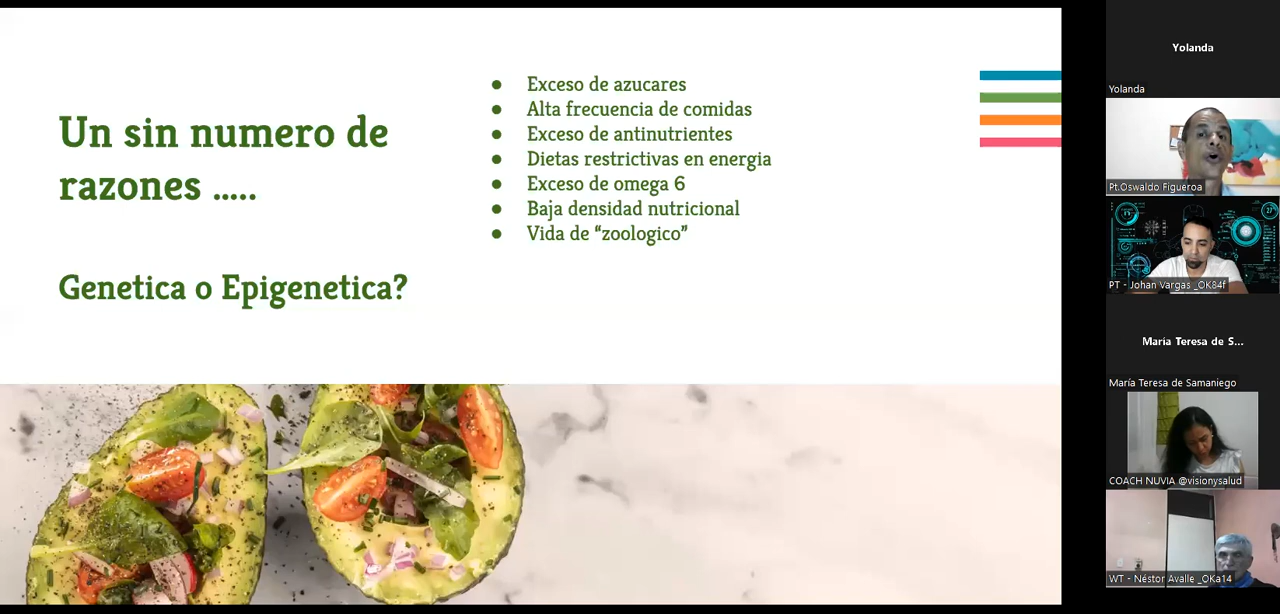 Un sin numero de
razones .....
Genetica o Epigenetica?
● Exceso de azucares
● Alta frecuencia de comidas
● Exceso de antinutrientes
● Dietas restrictivas en energia
● Exceso de omega 6
● Baja densidad nutricional
● Vida de “zoologico”
Yolanda
Yolanda
Pt.Oswaldo Figueroa
27
PT - Johan Vargas _OK84f
Maria Teresa de S...
María Teresa de Samaniego
COACH NUVIA @visionysalud
WT - Néstor Avalle _OKa14